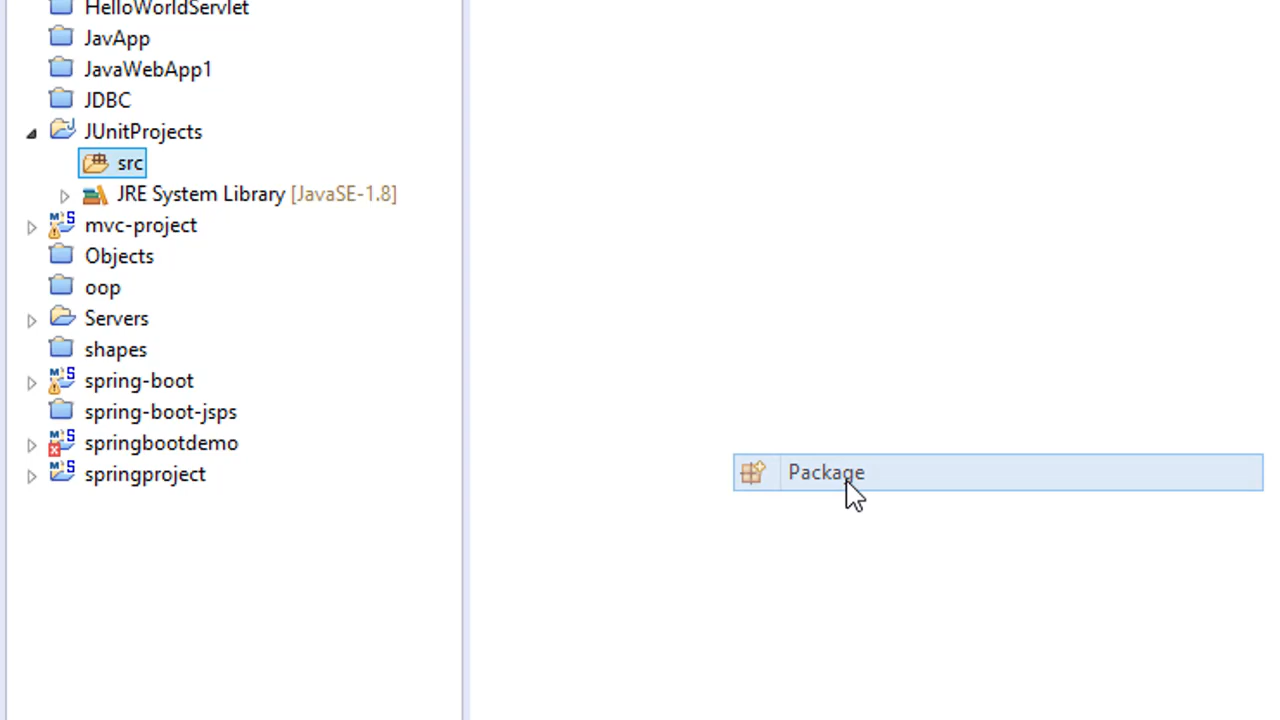 HelloWorldServlet
JavApp
JavaWebApp1
JDBC
JUnitProjects
src
JRE System Library [JavaSE-1.8]
mvc-project
Objects
oop
Servers
shapes
spring-boot
spring-boot-jsps
springbootdemo
springproject
Package